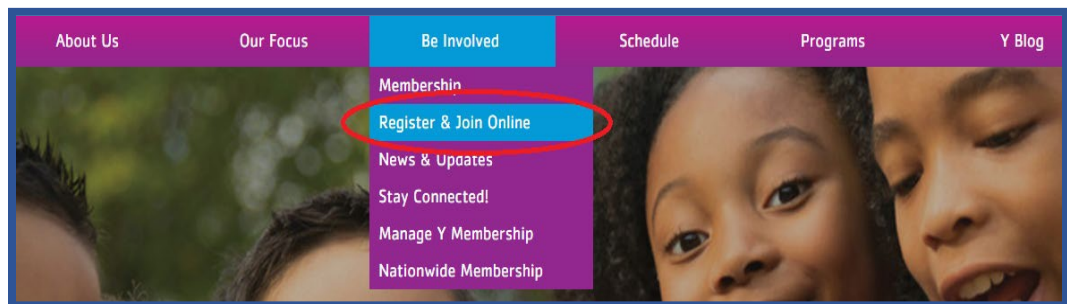 About Us Our Focus Be Involved Schedule Programs Y Blog
Membership
Register & Join Online
News & Updates
Stay Connected!
Manage Y Membership
Nationwide Membership